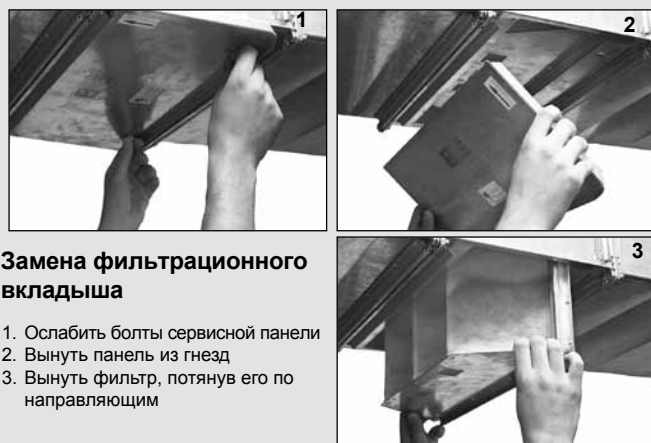 1
2
3
Замена фильтрационного
вкладыша
1. Ослабить болты сервисной панели
2. Вынуть панель из гнезд
3. Вынуть фильтр, потянув его по
направляющим